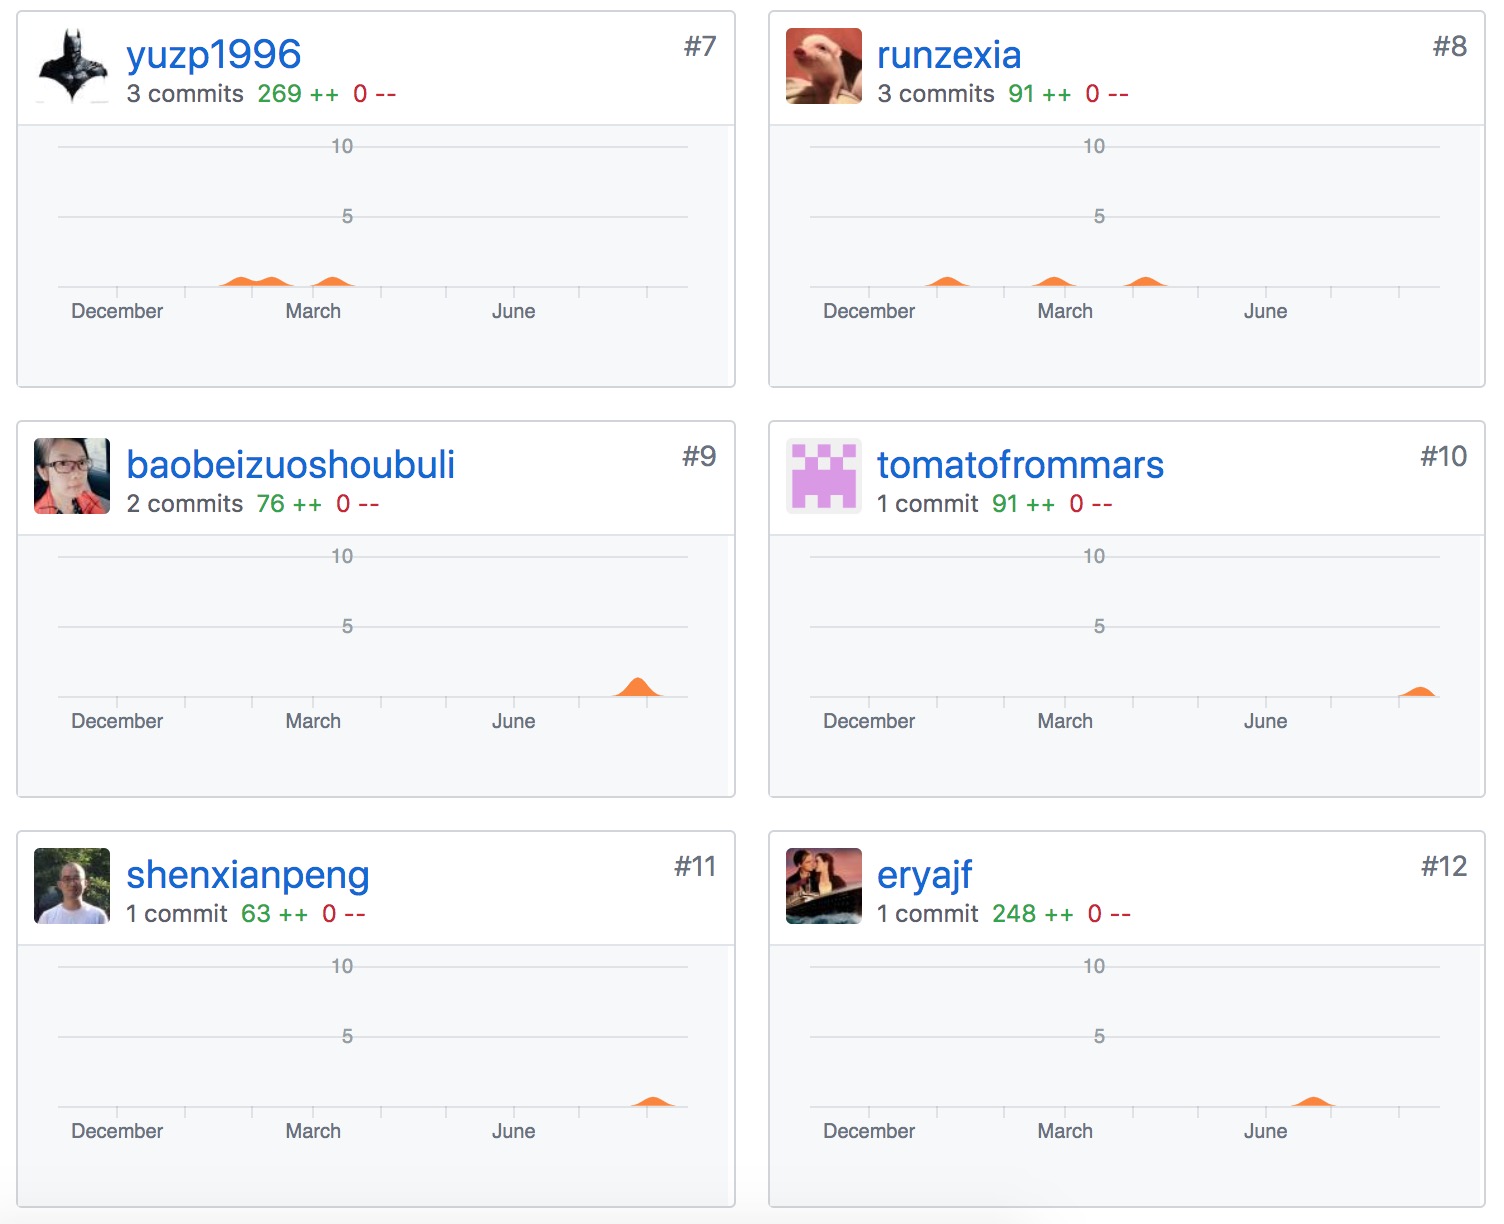 yuzp1996
#7
3 commits 269 ++ 0 --
10
5
December March June
runzexia
#8
3 commits 91 ++ 0 --
10
5
December March June
baobeizuoshoubuli
#9
2 commits 76 ++ 0 --
10
5
December March June
tomatofrommars
#10
1 commit 91 ++ 0 --
10
5
December March June
shenxianpeng
#11
1 commit 63 ++ 0 --
10
5
December March June
eryajf
#12
1 commit 248 ++ 0 --
10
5
December March June